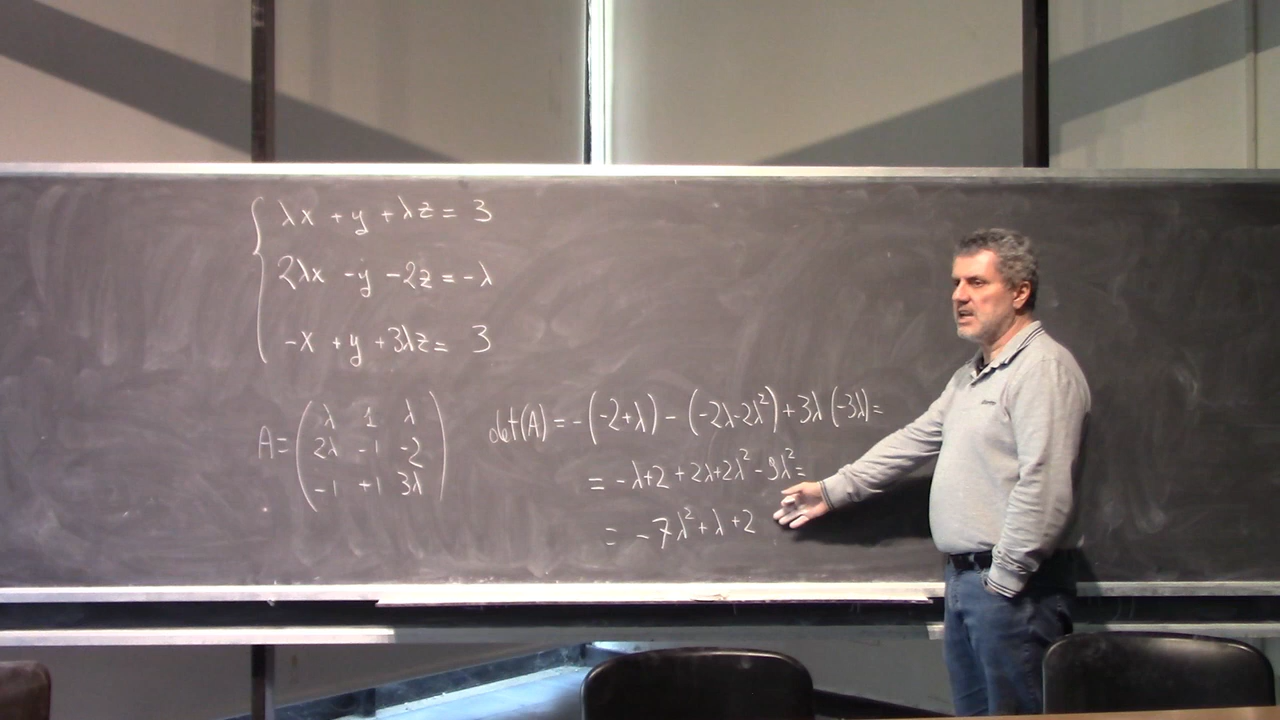 λx + y + λz = 3
2λx - y - 2z = -λ
-x + y + 3λz = 3
A = ( λ 1 λ
2λ -1 -2
-1 +1 3λ )
det(A) = -(-2+λ) - (-2λ-2λ²) + 3λ(-3λ) =
= -λ+2+2λ+2λ²-9λ² =
= -7λ²+λ+2